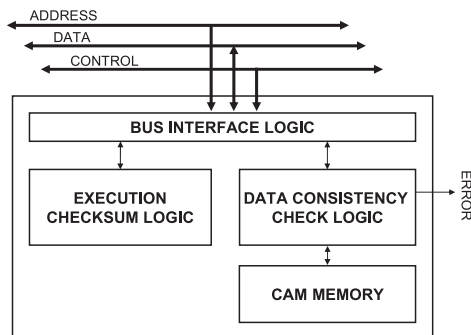 ADDRESS
DATA
CONTROL
BUS INTERFACE LOGIC
EXECUTION
CHECKSUM LOGIC
DATA CONSISTENCY
CHECK LOGIC
ERROR
CAM MEMORY